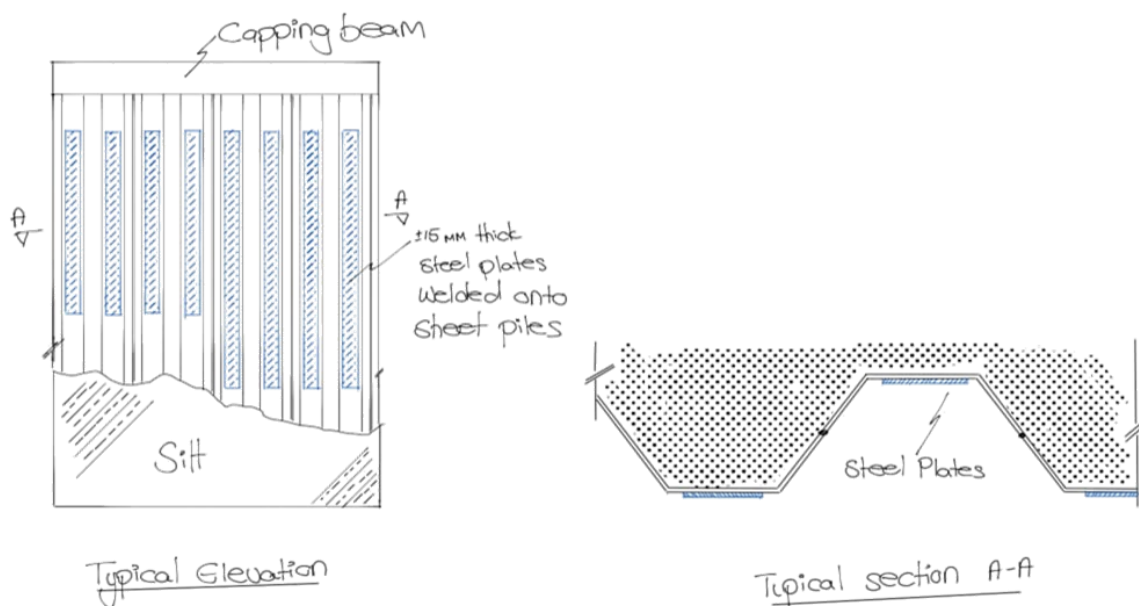 Capping beam
A
A
±15 mm thick
Steel plates
Welded onto
Sheet piles
Silt
Steel Plates
Typical Elevation
Typical section A-A